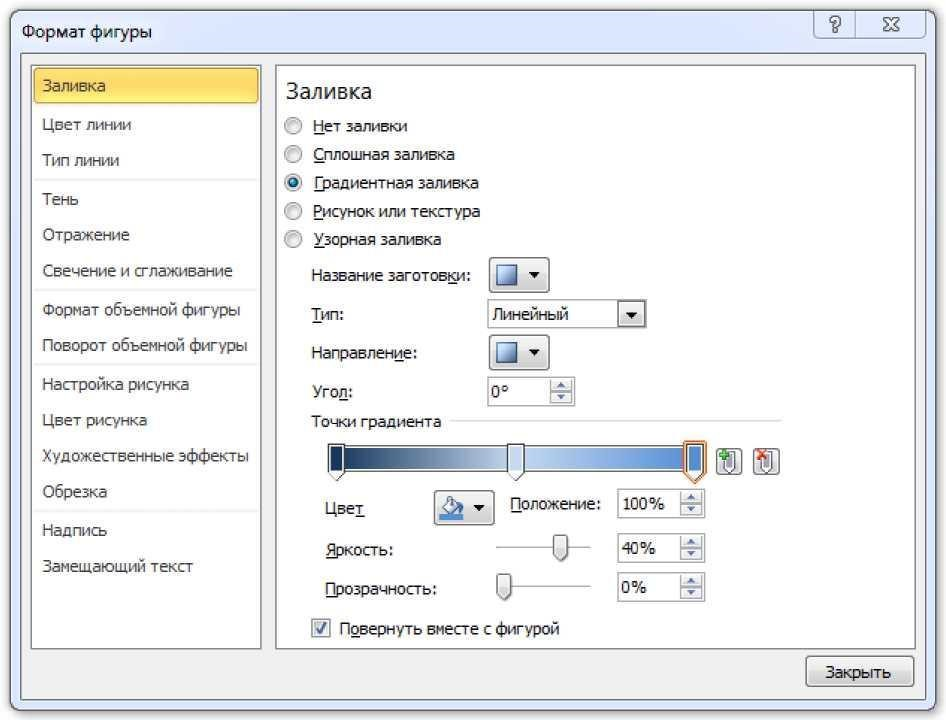 Формат фигуры
Заливка
Цвет линии
Тип линии
Тень
Отражение
Свечение и сглаживание
Формат объемной фигуры
Поворот объемной фигуры
Настройка рисунка
Цвет рисунка
Художественные эффекты
Обрезка
Надпись
Замещающий текст
Заливка
Нет заливки
Сплошная заливка
Градиентная заливка
Рисунок или текстура
Узорная заливка
Название заготовки:
Тип: Линейный
Направление:
Угол: 0°
Точки градиента
Цвет Положение: 100%
Яркость: 40%
Прозрачность: 0%
Повернуть вместе с фигурой
Закрыть